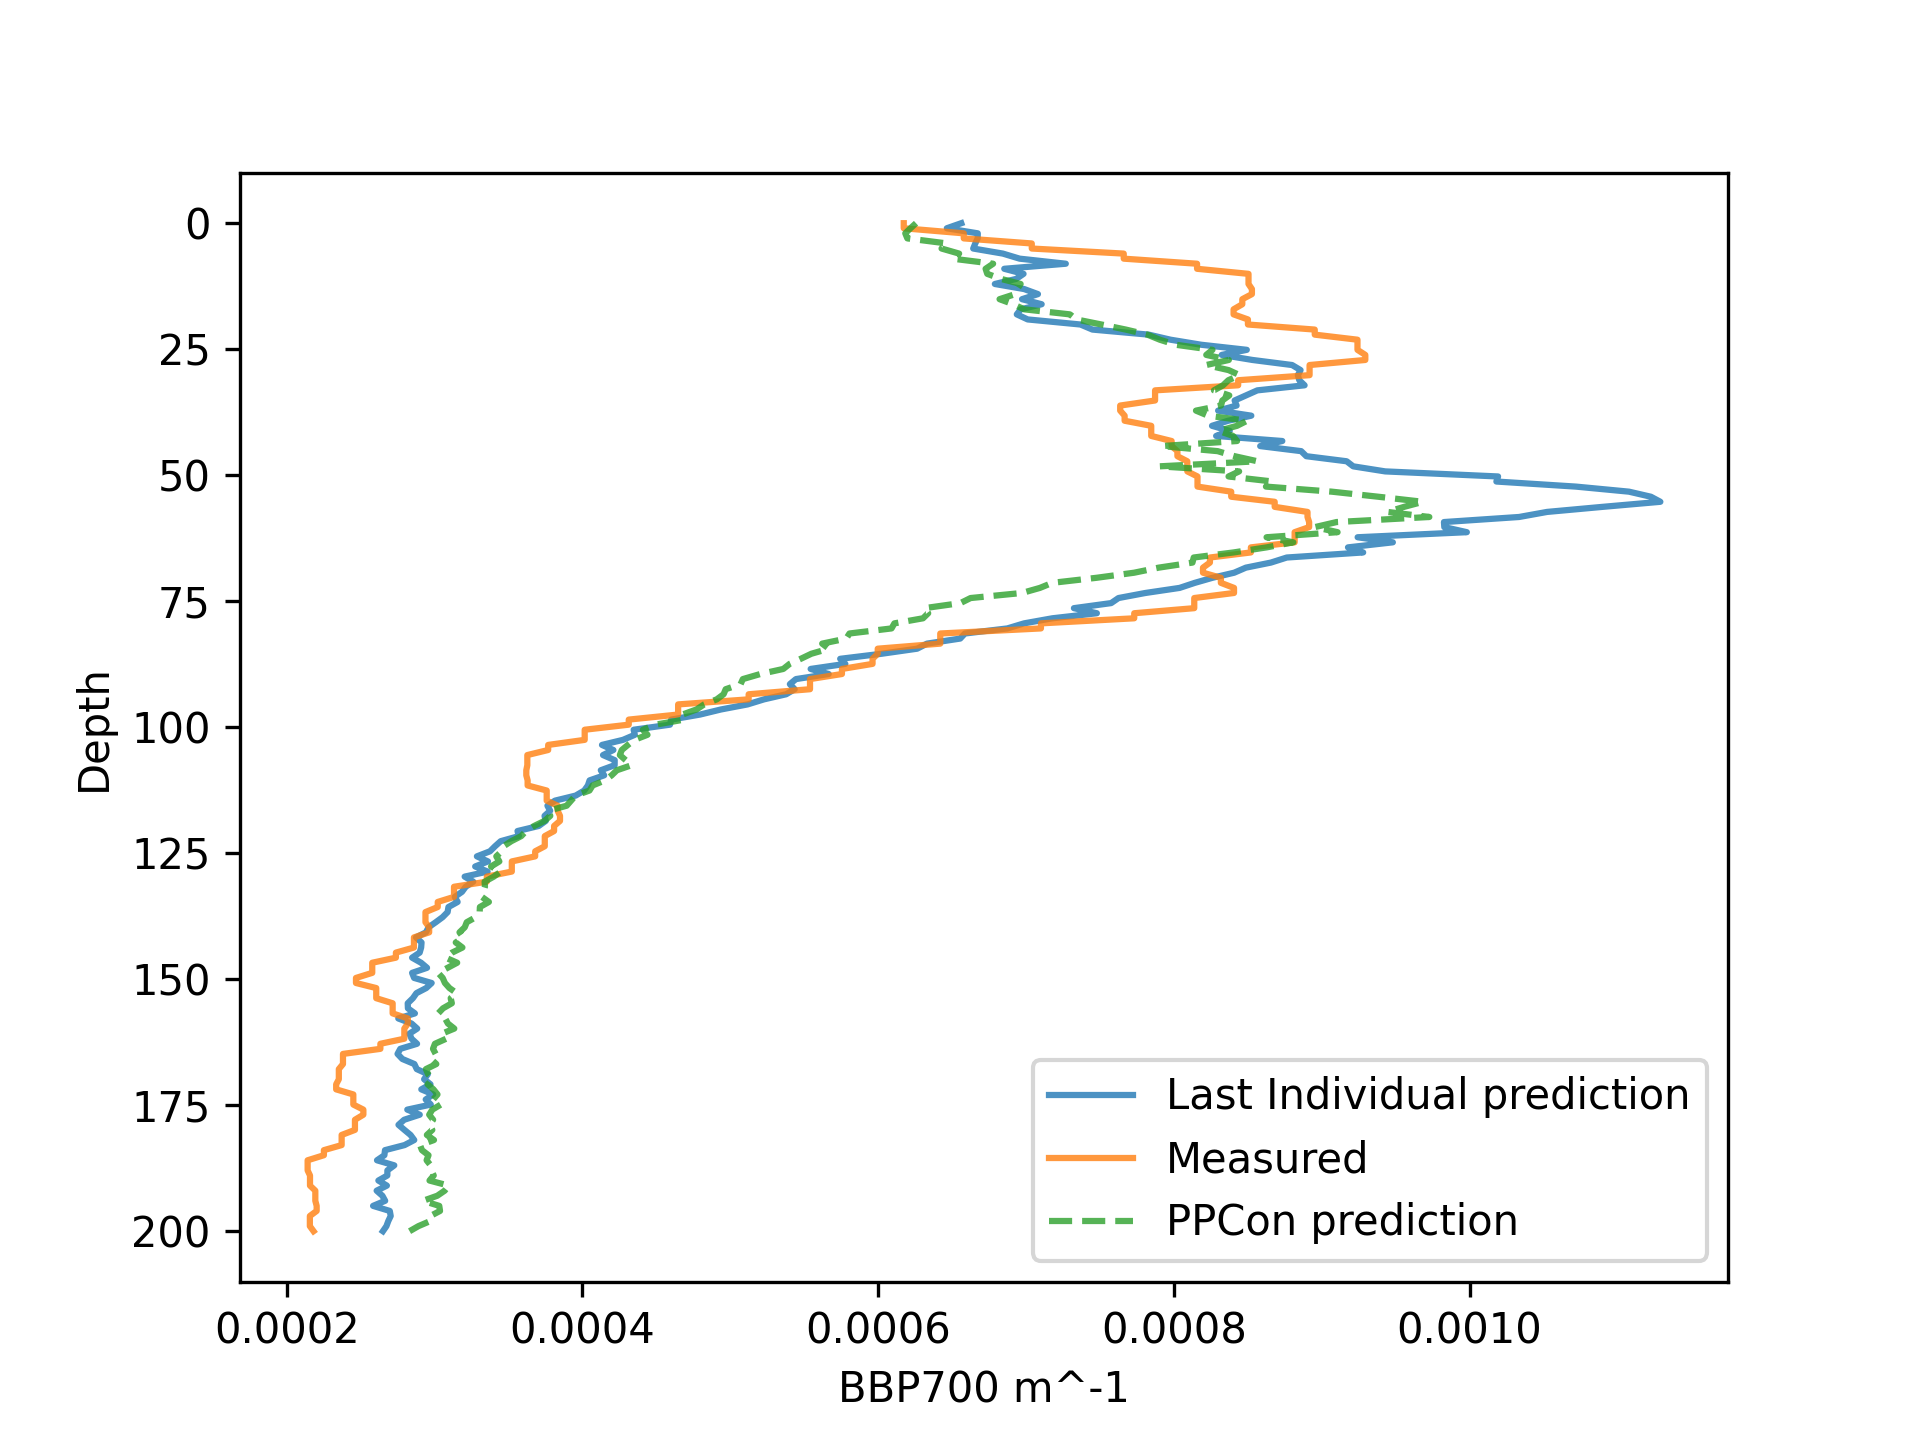 0
25
50
75
100
125
150
175
200
Depth
0.0002 0.0004 0.0006 0.0008 0.0010
BBP700 m^-1
Last Individual prediction
Measured
PPCon prediction